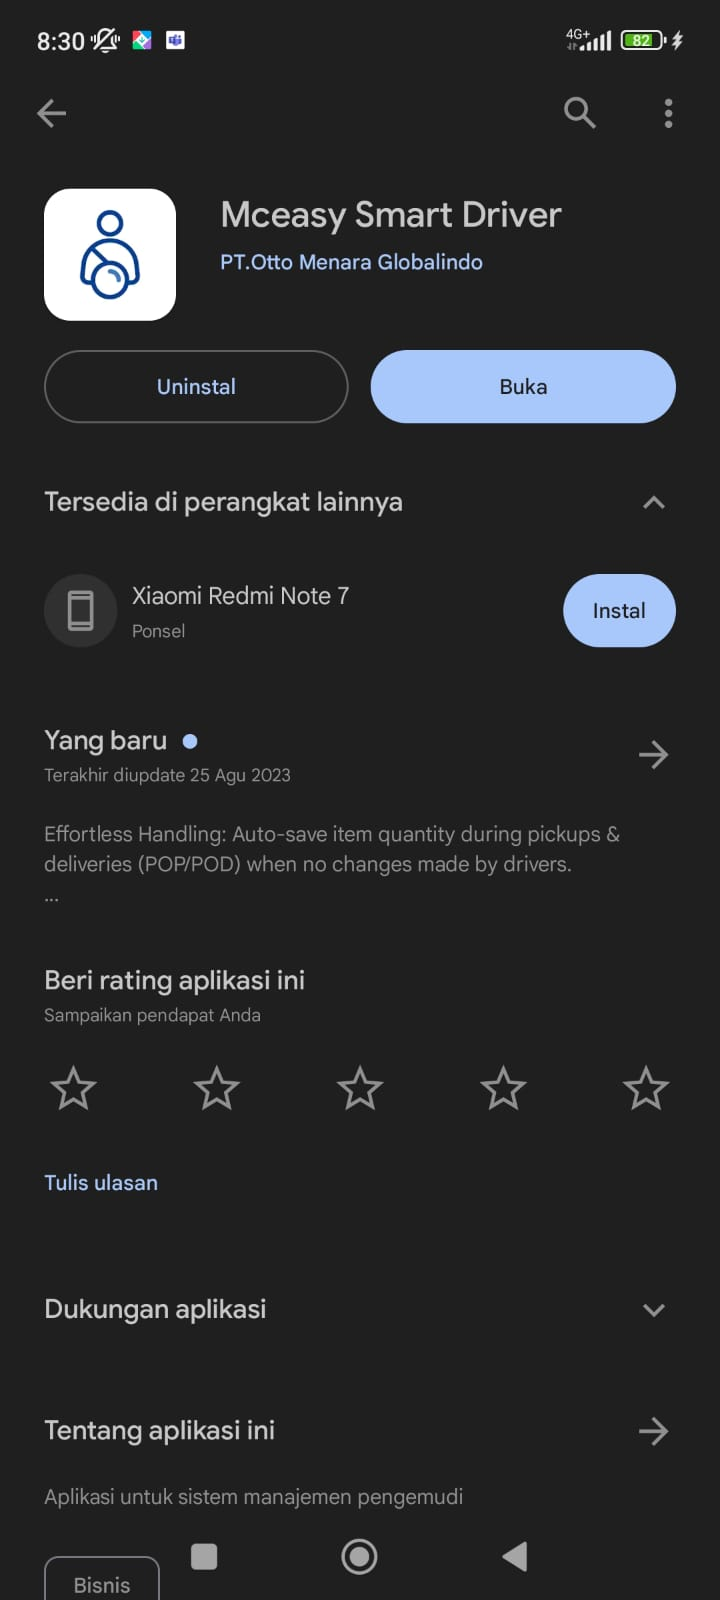 8:30
4G+
82
Mceasy Smart Driver
PT.Otto Menara Globalindo
Uninstal
Buka
Tersedia di perangkat lainnya
Xiaomi Redmi Note 7
Ponsel
Instal
Yang baru
Terakhir diupdate 25 Agu 2023
Effortless Handling: Auto-save item quantity during pickups &
deliveries (POP/POD) when no changes made by drivers.
...
Beri rating aplikasi ini
Sampaikan pendapat Anda
Tulis ulasan
Dukungan aplikasi
Tentang aplikasi ini
Aplikasi untuk sistem manajemen pengemudi
Bisnis